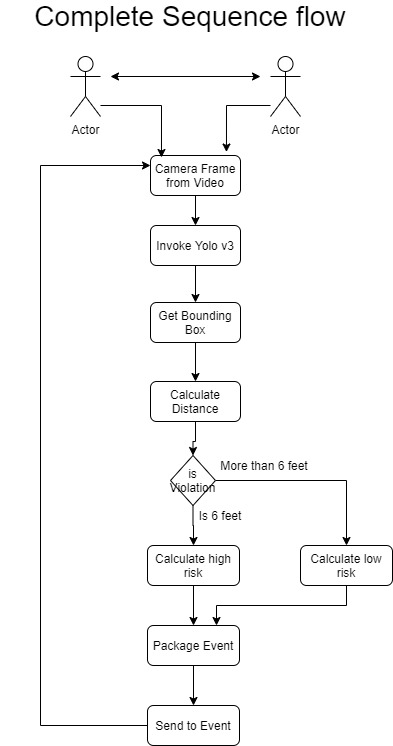 Complete Sequence flow
Actor
Actor
Camera Frame
from Video
Invoke Yolo v3
Get Bounding
Box
Calculate
Distance
is
Violation
More than 6 feet
Is 6 feet
Calculate high
risk
Calculate low
risk
Package Event
Send to Event